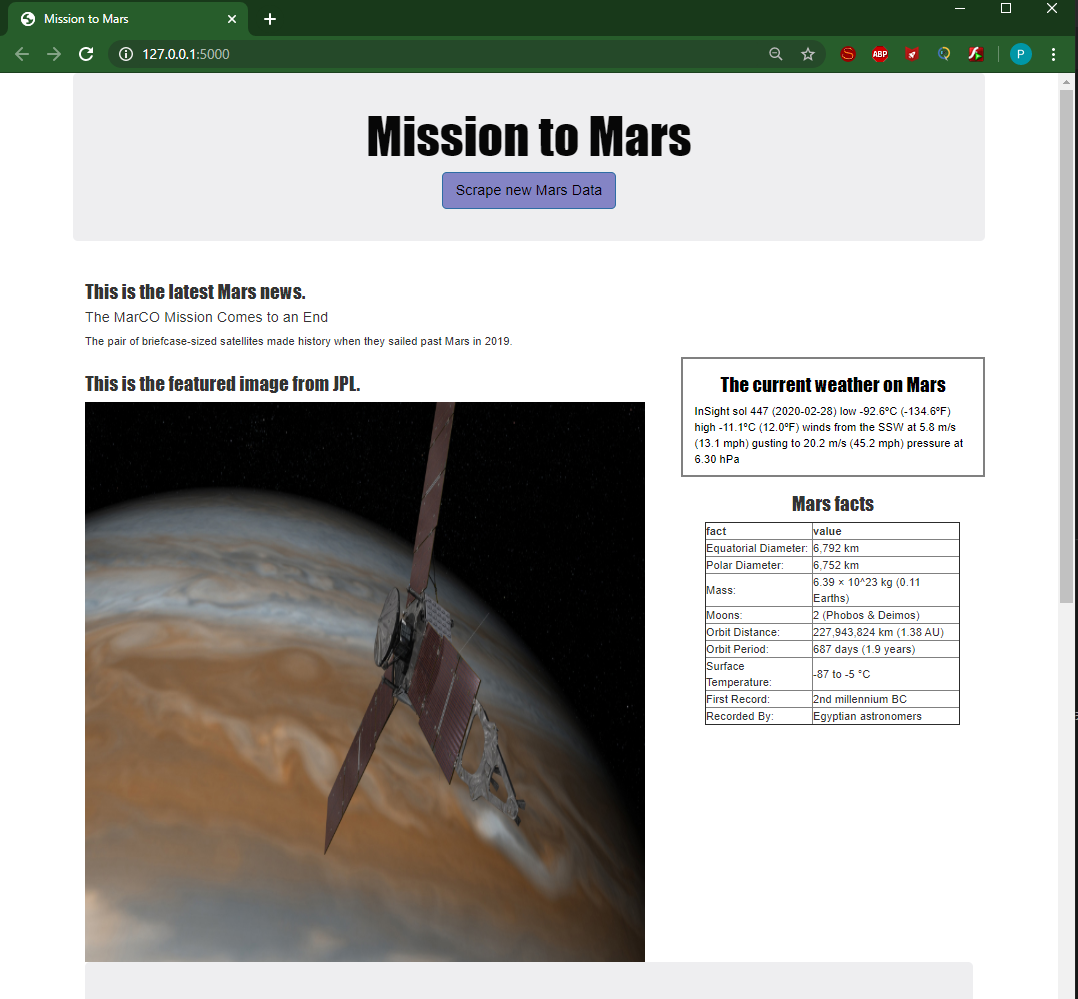 Mission to Mars
127.0.0.1:5000
S
ABP
P
Mission to Mars
Scrape new Mars Data
This is the latest Mars news.
The MarCO Mission Comes to an End
The pair of briefcase-sized satellites made history when they sailed past Mars in 2019.
This is the featured image from JPL.
The current weather on Mars
InSight sol 447 (2020-02-28) low -92.6ºC (-134.6ºF)
high -11.1ºC (12.0ºF) winds from the SSW at 5.8 m/s
(13.1 mph) gusting to 20.2 m/s (45.2 mph) pressure at
6.30 hPa
Mars facts
fact value
Equatorial Diameter: 6,792 km
Polar Diameter: 6,752 km
Mass: 6.39 × 10^23 kg (0.11
Earths)
Moons: 2 (Phobos & Deimos)
Orbit Distance: 227,943,824 km (1.38 AU)
Orbit Period: 687 days (1.9 years)
Surface
Temperature: -87 to -5 °C
First Record: 2nd millennium BC
Recorded By: Egyptian astronomers